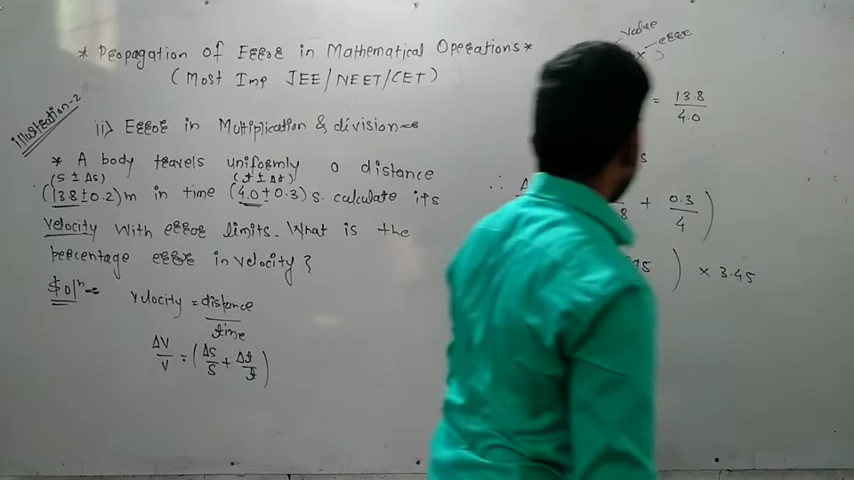 * Propagation of Error in Mathematical Operations *
(Most Imp JEE/NEET/CET)
Illustration-2
ii) Error in Multiplication & division
* A body travels uniformly a distance
(S ± ΔS) (t ± Δt)
(13.8 ± 0.2)m in time (4.0 ± 0.3)s. calculate its
velocity With error limits. What is the
percentage error in velocity?
Solⁿ
velocity = distance
time
ΔV/V = (ΔS/S + Δt/t)
value
error
= 13.8/4.0
s
∴ Δ
8 + 0.3/4 )
) × 3.45